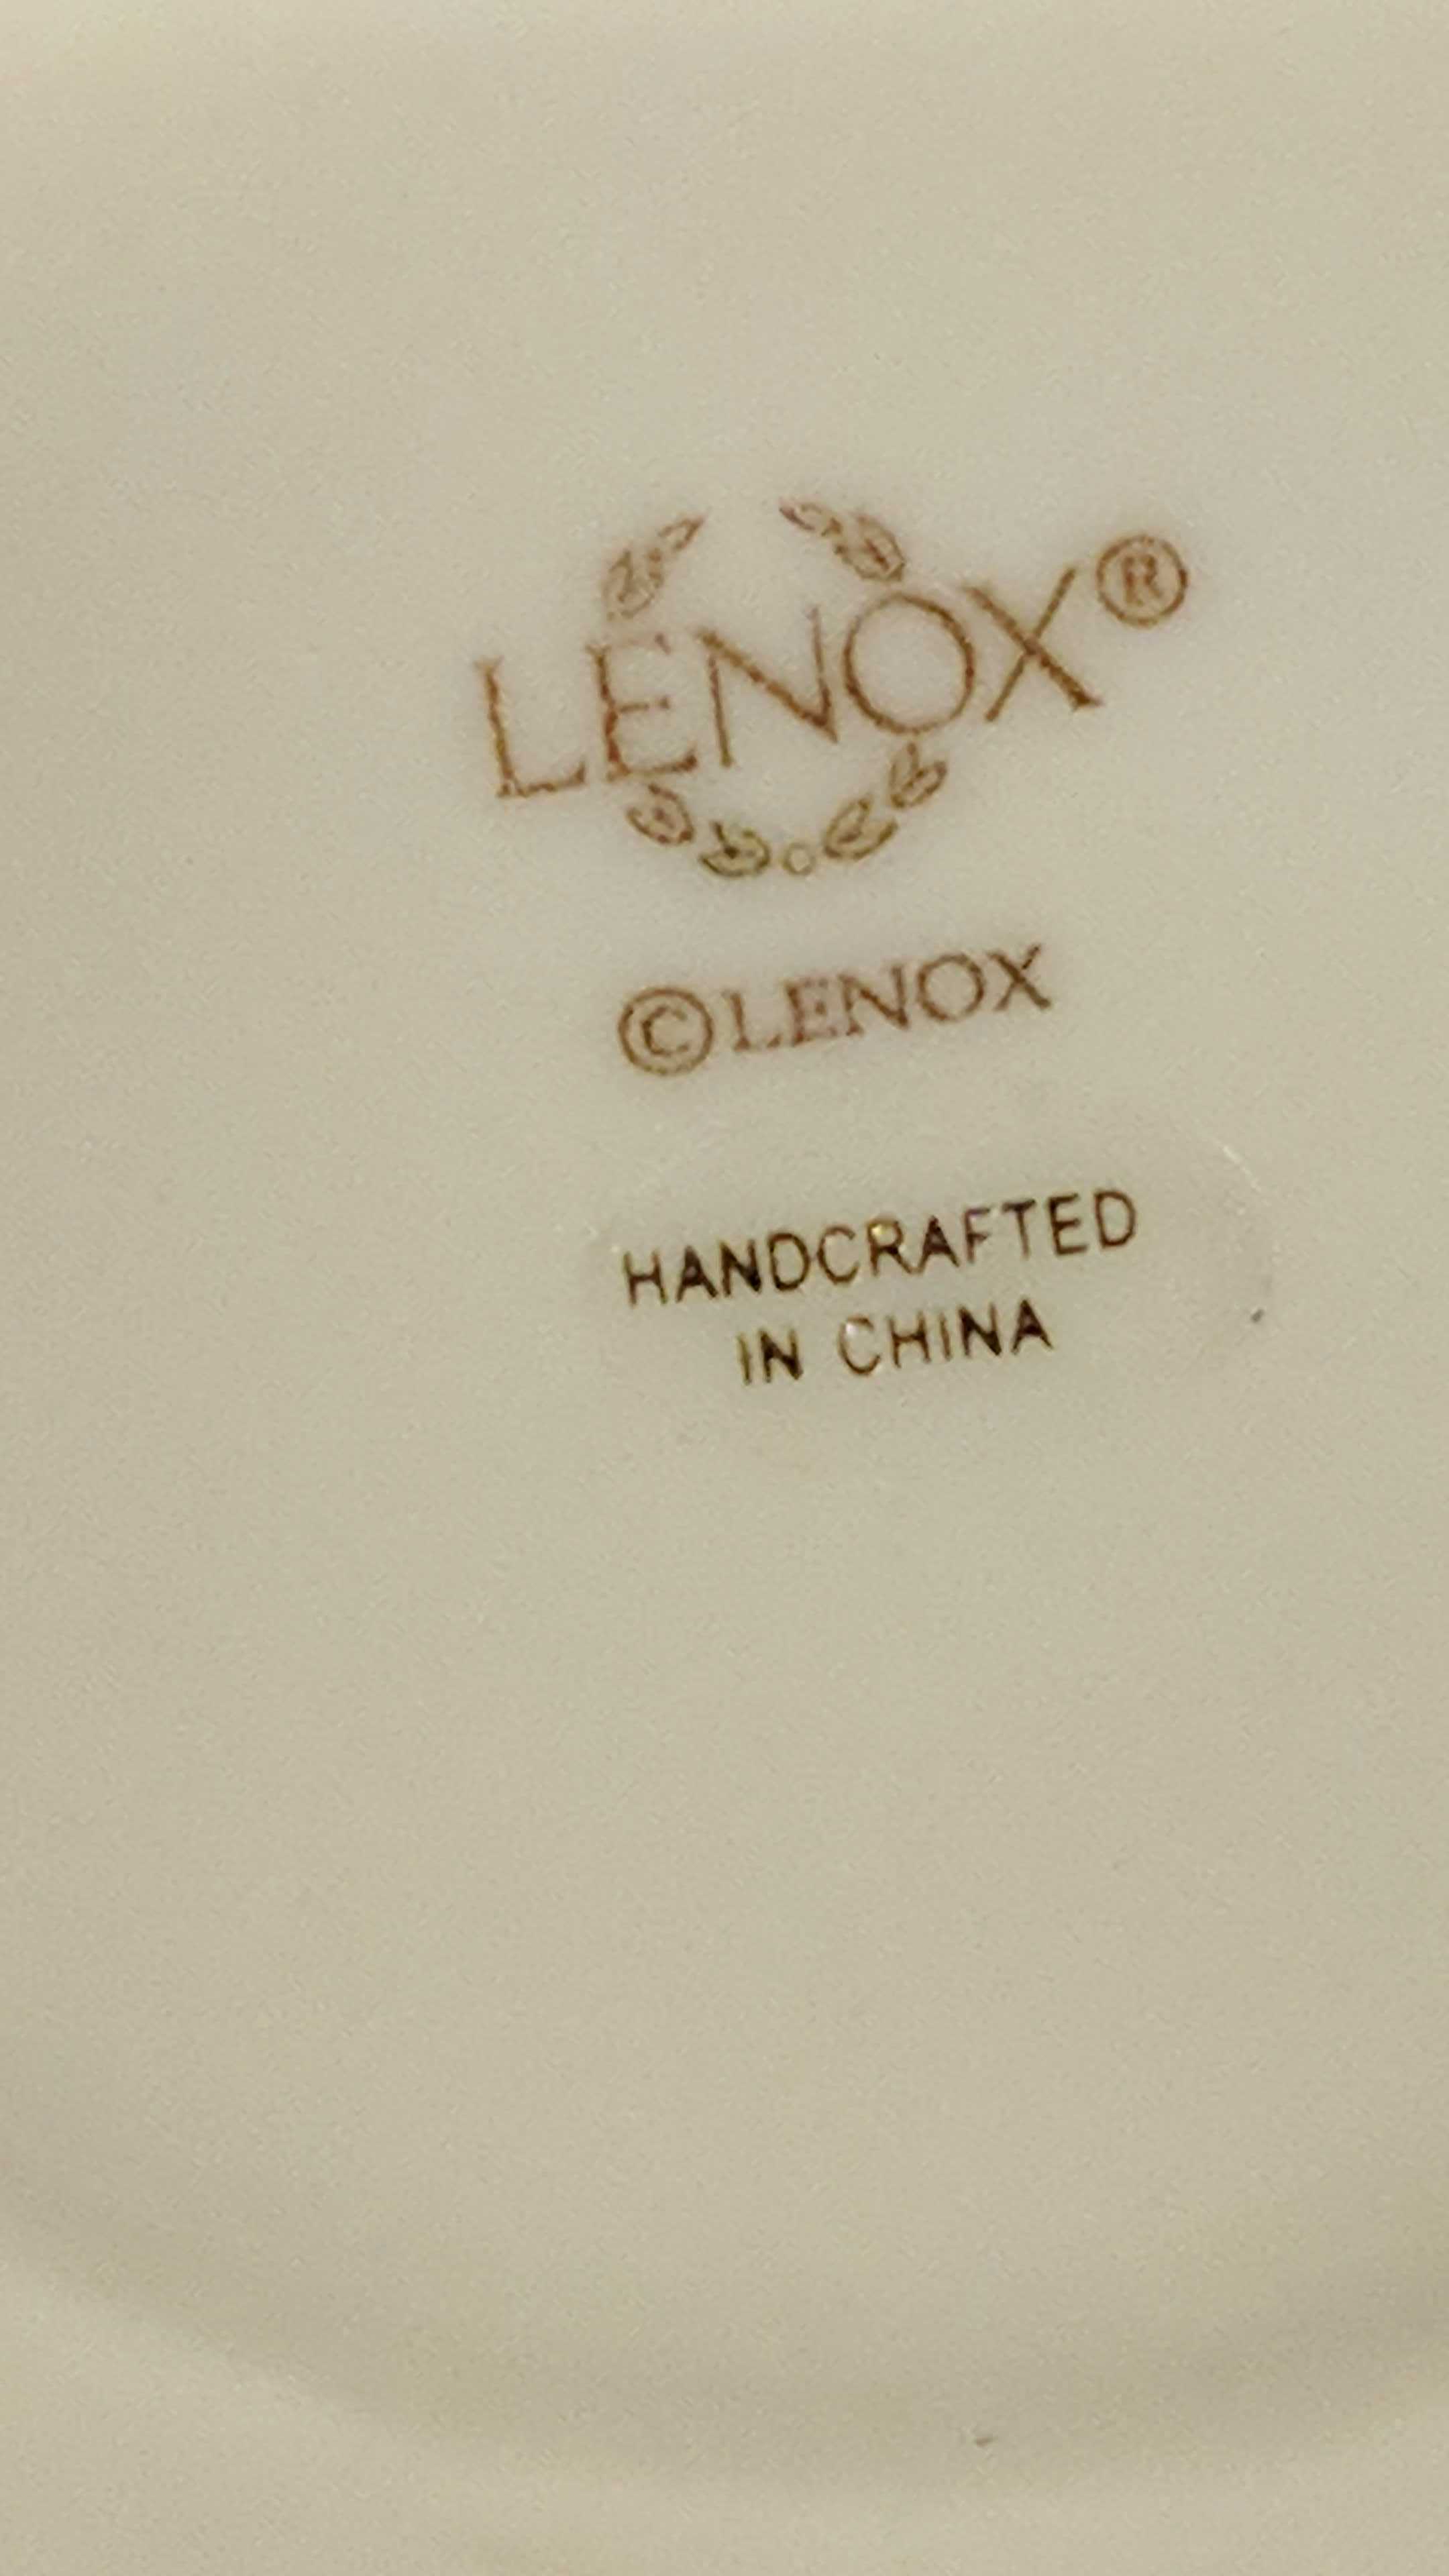 LENOX®
©LENOX
HANDCRAFTED
IN CHINA